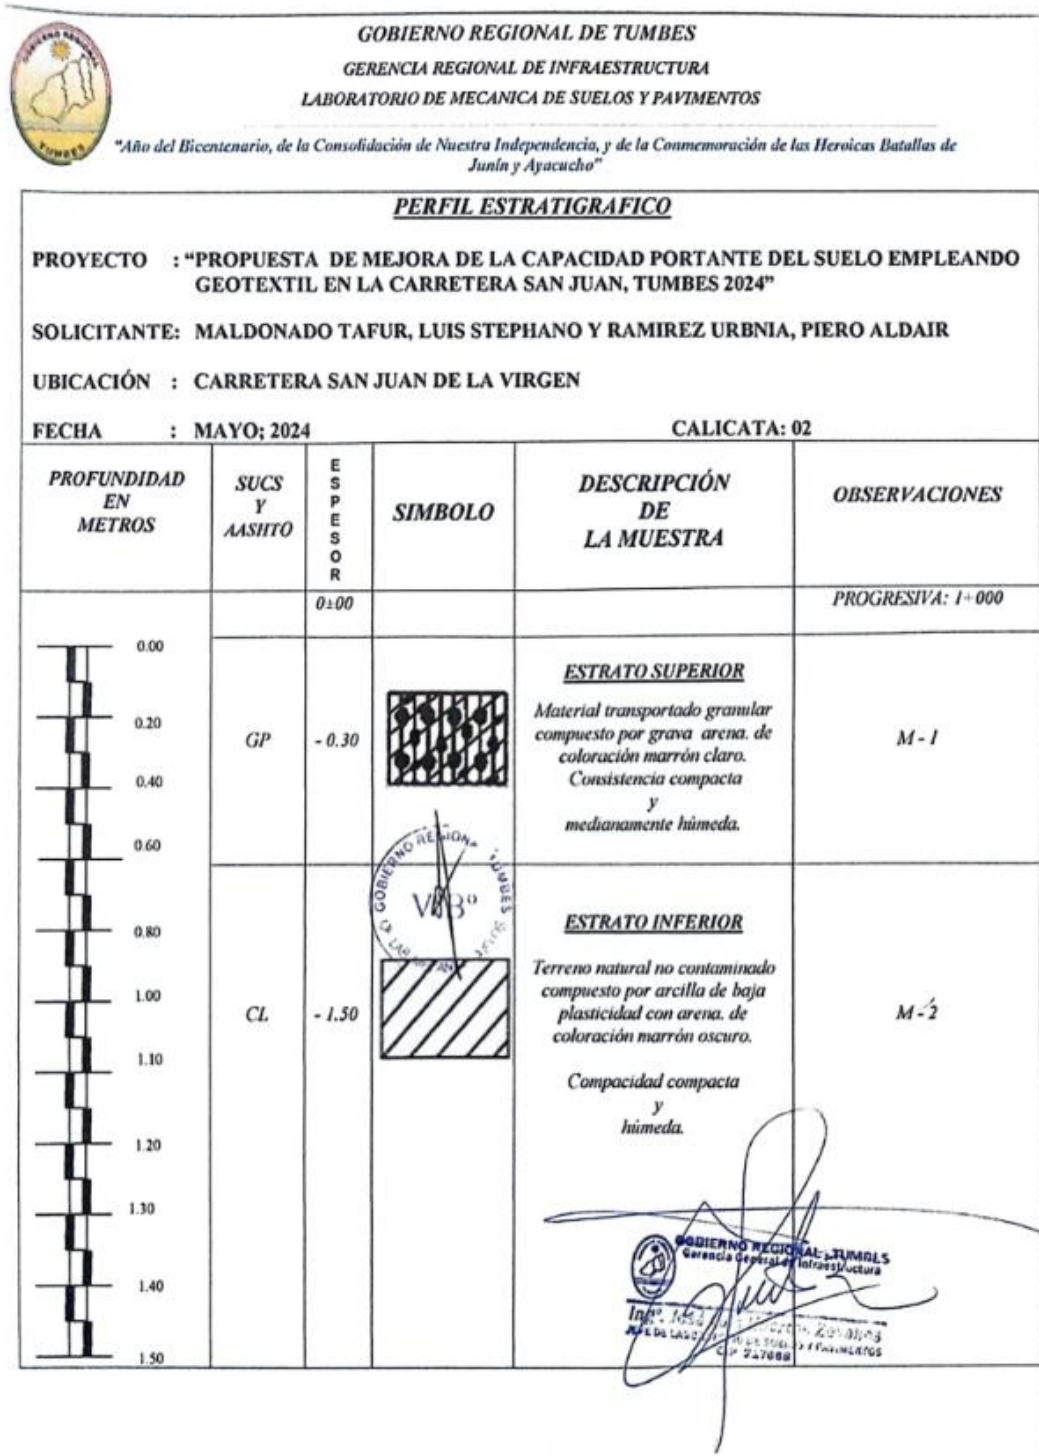 GOBIERNO REGIONAL
TUMBES
GOBIERNO REGIONAL DE TUMBES
GERENCIA REGIONAL DE INFRAESTRUCTURA
LABORATORIO DE MECANICA DE SUELOS Y PAVIMENTOS
"Año del Bicentenario, de la Consolidación de Nuestra Independencia, y de la Conmemoración de las Heroicas Batallas de
Junín y Ayacucho"
PERFIL ESTRATIGRAFICO
PROYECTO : "PROPUESTA DE MEJORA DE LA CAPACIDAD PORTANTE DEL SUELO EMPLEANDO
GEOTEXTIL EN LA CARRETERA SAN JUAN, TUMBES 2024"
SOLICITANTE: MALDONADO TAFUR, LUIS STEPHANO Y RAMIREZ URBNIA, PIERO ALDAIR
UBICACIÓN : CARRETERA SAN JUAN DE LA VIRGEN
FECHA : MAYO; 2024 CALICATA: 02
PROFUNDIDAD
EN
METROS
SUCS
Y
AASHTO
ESPESOR
SIMBOLO
DESCRIPCIÓN
DE
LA MUESTRA
OBSERVACIONES
0±00
PROGRESIVA: 1+000
0.00
0.20
0.40
0.60
0.80
1.00
1.10
1.20
1.30
1.40
1.50
GP
- 0.30
ESTRATO SUPERIOR
Material transportado granular
compuesto por grava arena. de
coloración marrón claro.
Consistencia compacta
y
medianamente húmeda.
M - 1
GOBIERNO REGIONA TUMBES
V B°
CL
- 1.50
ESTRATO INFERIOR
Terreno natural no contaminado
compuesto por arcilla de baja
plasticidad con arena. de
coloración marrón oscuro.
Compacidad compacta
y
húmeda.
M - 2
GOBIERNO REGIONAL TUMBES
Gerencia General de Infraestructura